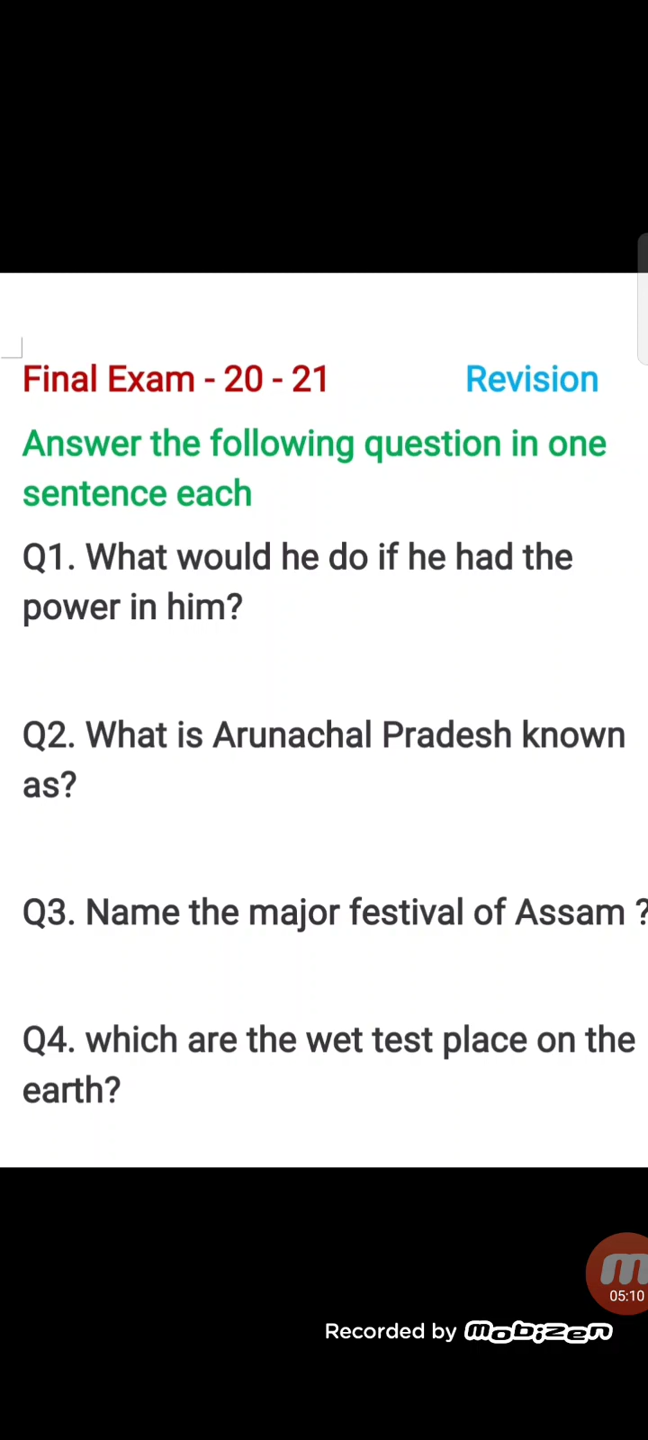 Final Exam - 20 - 21 Revision
Answer the following question in one
sentence each
Q1. What would he do if he had the
power in him?
Q2. What is Arunachal Pradesh known
as?
Q3. Name the major festival of Assam ?
Q4. which are the wet test place on the
earth?
05:10
Recorded by mobizen